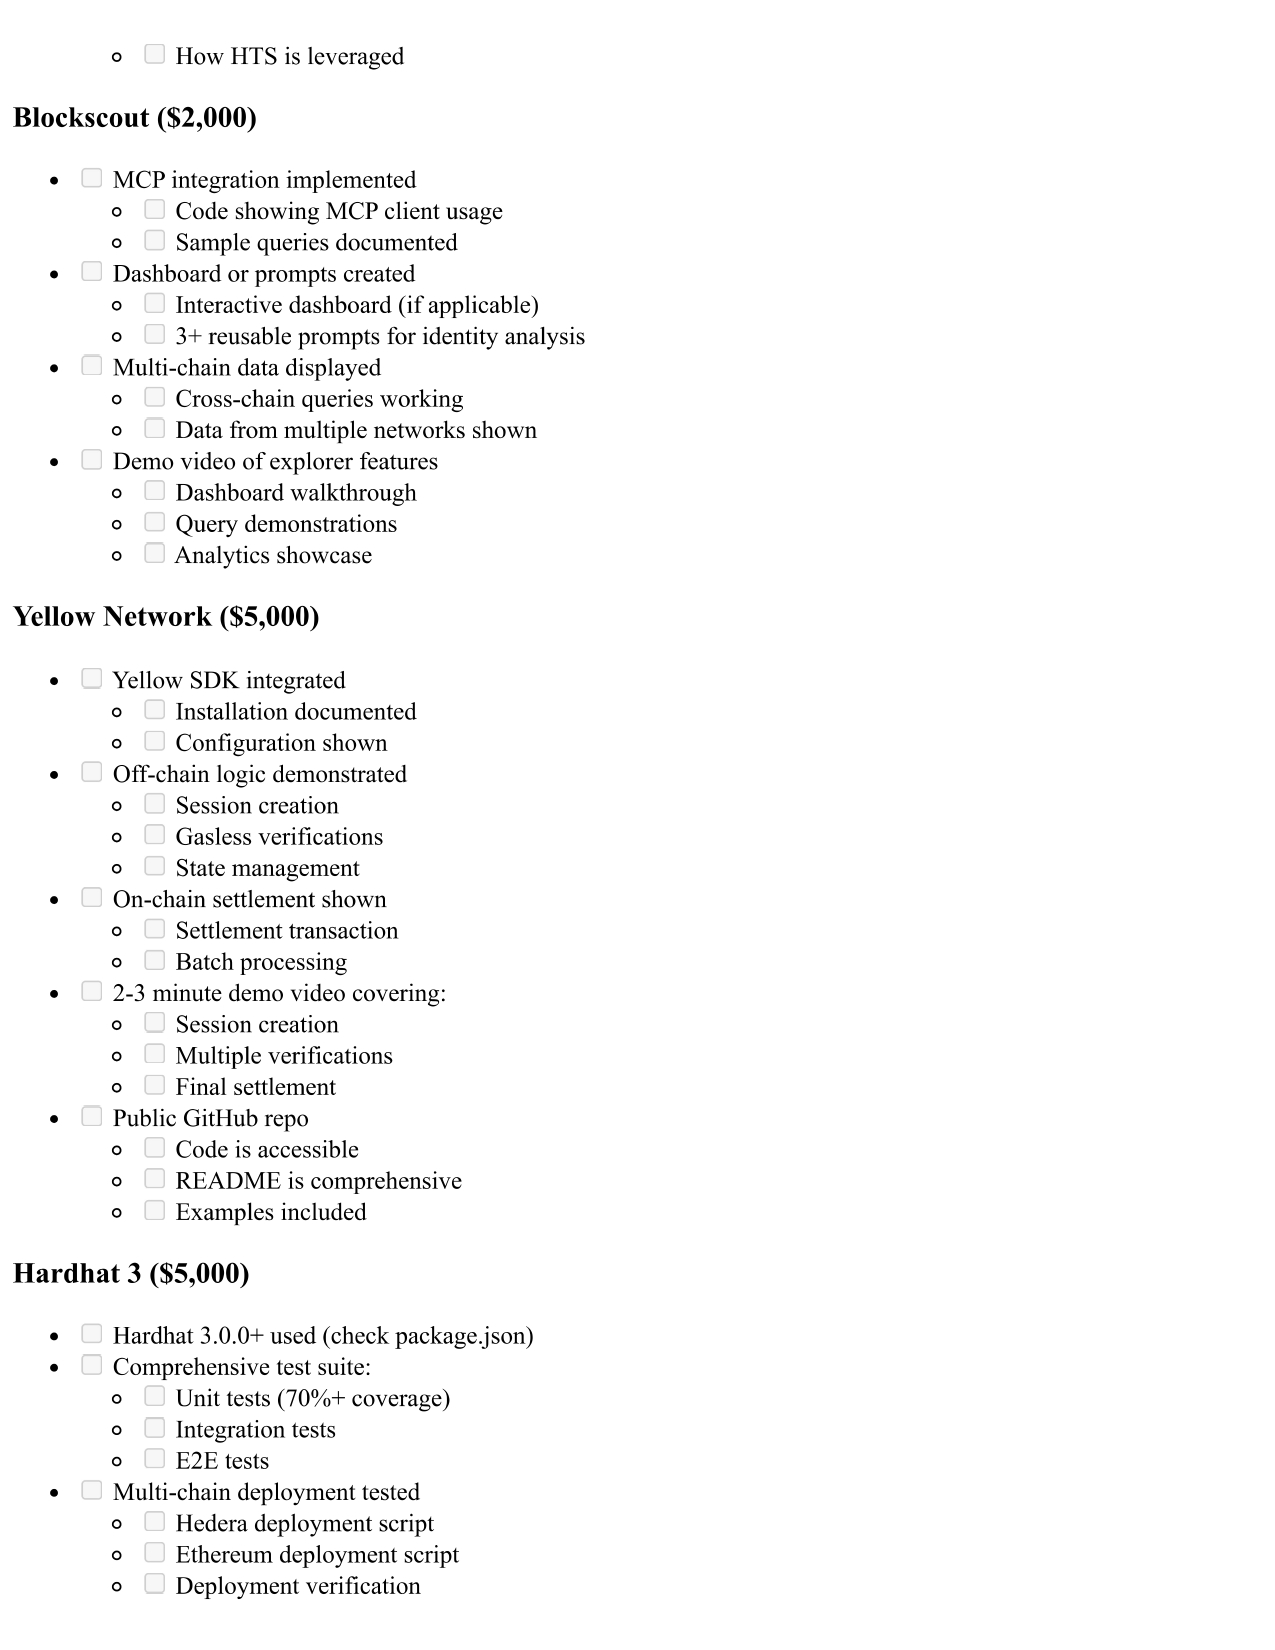 How HTS is leveraged
Blockscout ($2,000)
MCP integration implemented
Code showing MCP client usage
Sample queries documented
Dashboard or prompts created
Interactive dashboard (if applicable)
3+ reusable prompts for identity analysis
Multi-chain data displayed
Cross-chain queries working
Data from multiple networks shown
Demo video of explorer features
Dashboard walkthrough
Query demonstrations
Analytics showcase
Yellow Network ($5,000)
Yellow SDK integrated
Installation documented
Configuration shown
Off-chain logic demonstrated
Session creation
Gasless verifications
State management
On-chain settlement shown
Settlement transaction
Batch processing
2-3 minute demo video covering:
Session creation
Multiple verifications
Final settlement
Public GitHub repo
Code is accessible
README is comprehensive
Examples included
Hardhat 3 ($5,000)
Hardhat 3.0.0+ used (check package.json)
Comprehensive test suite:
Unit tests (70%+ coverage)
Integration tests
E2E tests
Multi-chain deployment tested
Hedera deployment script
Ethereum deployment script
Deployment verification